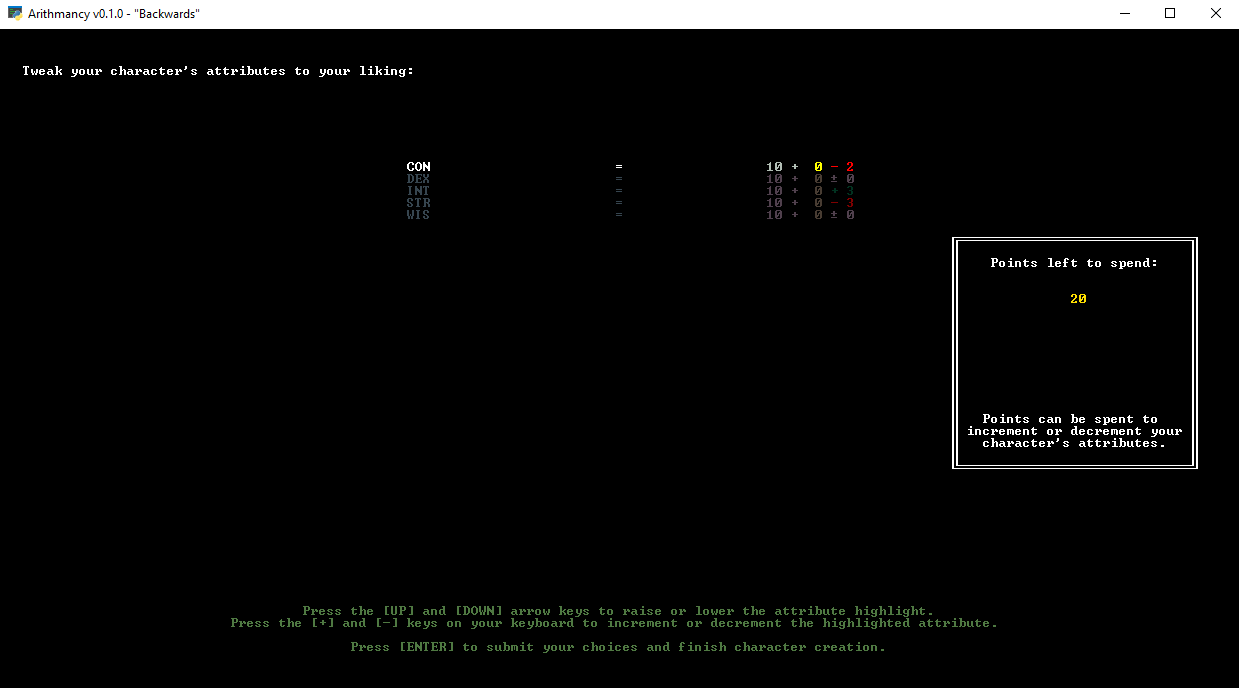 Arithmancy v0.1.0 - "Backwards"
Tweak your character's attributes to your liking:
CON = 10 + 0 - 2
DEX = 10 + 0 ± 0
INT = 10 + 0 + 3
STR = 10 + 0 - 3
WIS = 10 + 0 ± 0
Points left to spend:
20
Points can be spent to
increment or decrement your
character's attributes.
Press the [UP] and [DOWN] arrow keys to raise or lower the attribute highlight.
Press the [+] and [-] keys on your keyboard to increment or decrement the highlighted attribute.
Press [ENTER] to submit your choices and finish character creation.